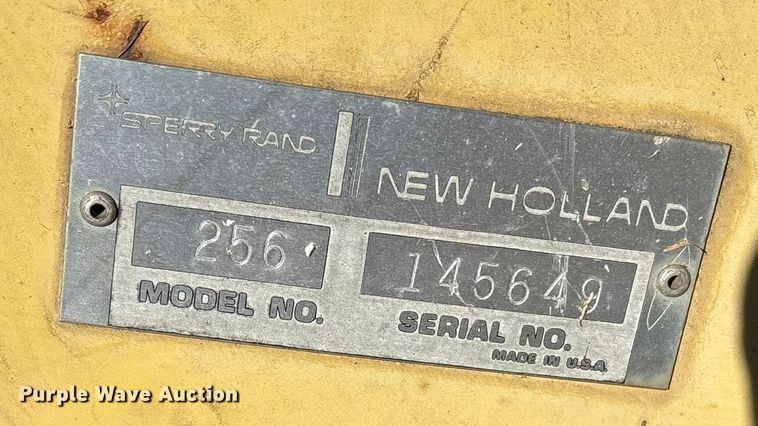 SPERRY RAND
NEW HOLLAND
256
145649
MODEL NO.
SERIAL NO.
MADE IN U.S.A.
Purple Wave Auction